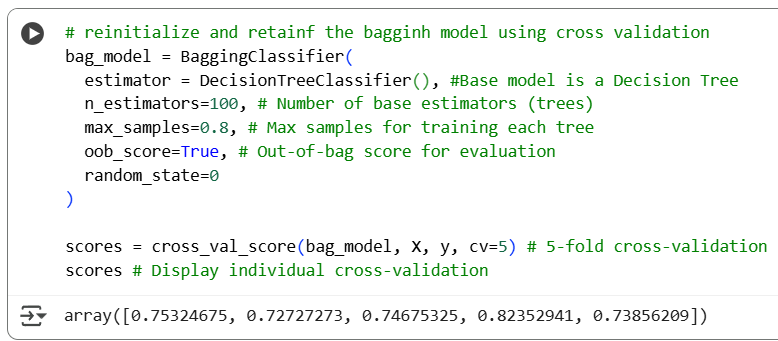 # reinitialize and retainf the bagginh model using cross validation
bag_model = BaggingClassifier(
  estimator = DecisionTreeClassifier(), #Base model is a Decision Tree
  n_estimators=100, # Number of base estimators (trees)
  max_samples=0.8, # Max samples for training each tree
  oob_score=True, # Out-of-bag score for evaluation
  random_state=0
)
scores = cross_val_score(bag_model, X, y, cv=5) # 5-fold cross-validation
scores # Display individual cross-validation
array([0.75324675, 0.72727273, 0.74675325, 0.82352941, 0.73856209])